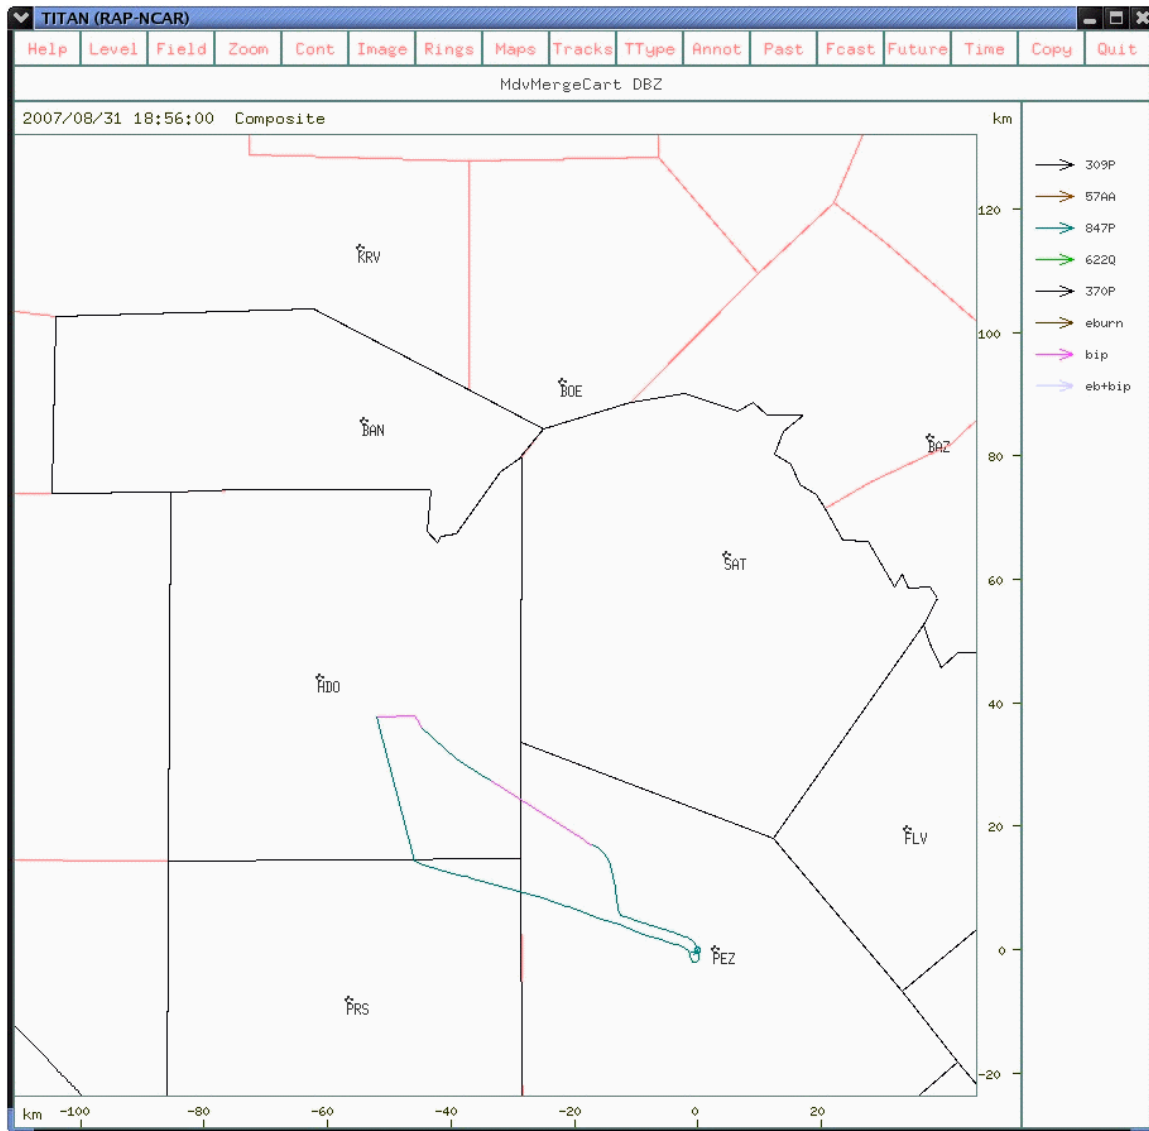 TITAN (RAP-NCAR)
Help Level Field Zoom Cont Image Rings Maps Tracks TType Annot Past Fcast Future Time Copy Quit
MdvMergeCart DBZ
2007/08/31 18:56:00 Composite km
309P
57AA
847P
622Q
370P
eburn
bip
eb+bip
120
KRV
100
BOE
BAN
BAZ
80
SAT
60
HDO
40
20
FLV
0
PEZ
PRS
-20
km -100 -80 -60 -40 -20 0 20